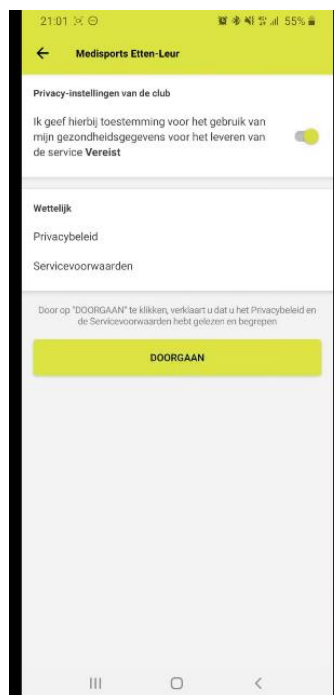 21:01 55%
Medisports Etten-Leur
Privacy-instellingen van de club
Ik geef hierbij toestemming voor het gebruik van
mijn gezondheidsgegevens voor het leveren van
de service Vereist
Wettelijk
Privacybeleid
Servicevoorwaarden
Door op "DOORGAAN" te klikken, verklaart u dat u het Privacybeleid en
de Servicevoorwaarden hebt gelezen en begrepen
DOORGAAN